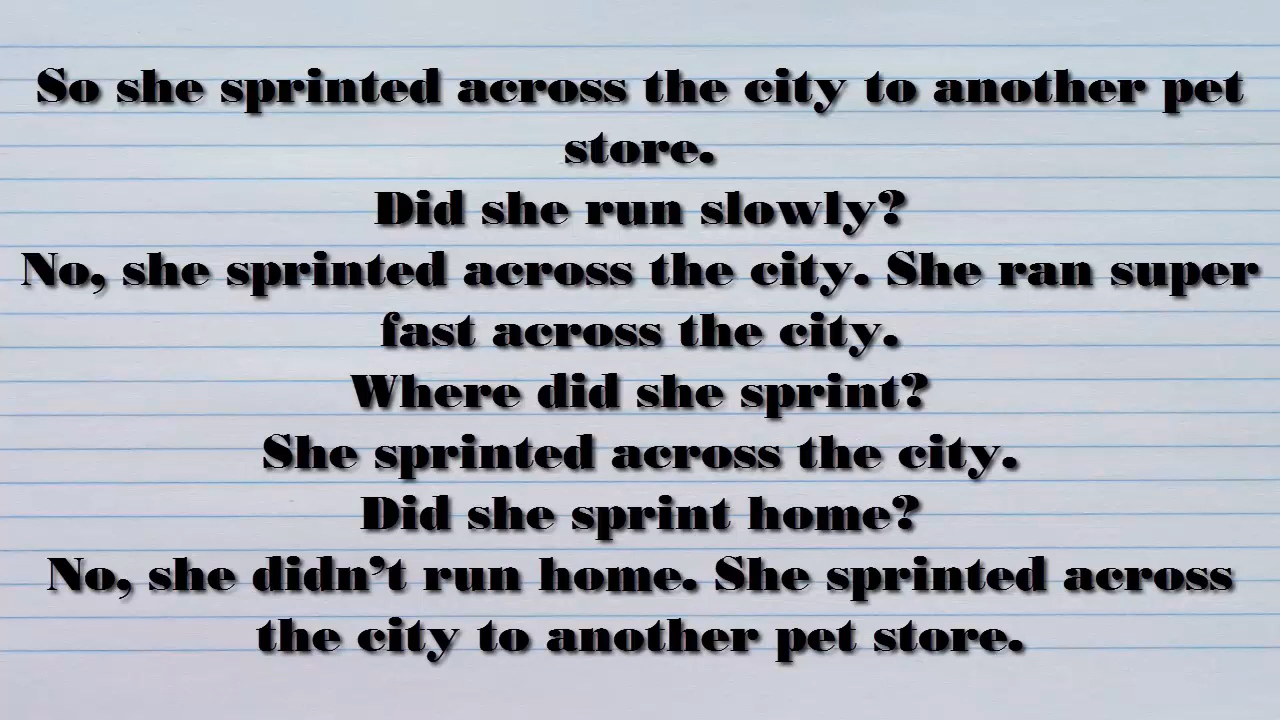 So she sprinted across the city to another pet
store.
Did she run slowly?
No, she sprinted across the city. She ran super
fast across the city.
Where did she sprint?
She sprinted across the city.
Did she sprint home?
No, she didn’t run home. She sprinted across
the city to another pet store.